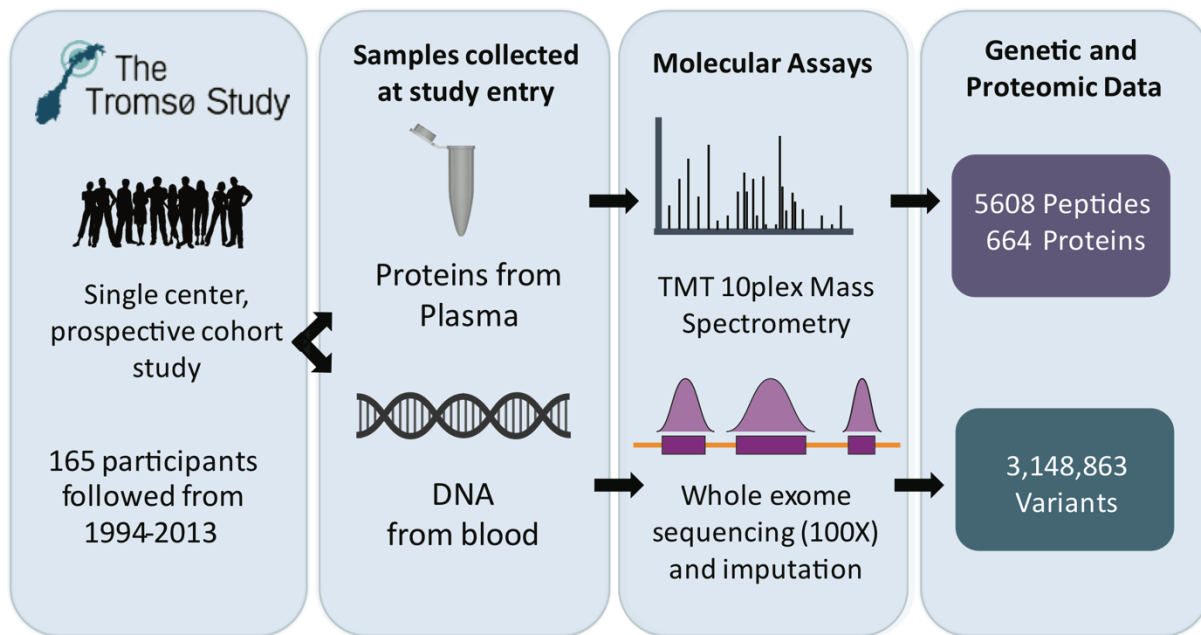 The
Tromsø Study
Single center,
prospective cohort
study
165 participants
followed from
1994-2013
Samples collected
at study entry
Proteins from
Plasma
DNA
from blood
Molecular Assays
TMT 10plex Mass
Spectrometry
Whole exome
sequencing (100X)
and imputation
Genetic and
Proteomic Data
5608 Peptides
664 Proteins
3,148,863
Variants